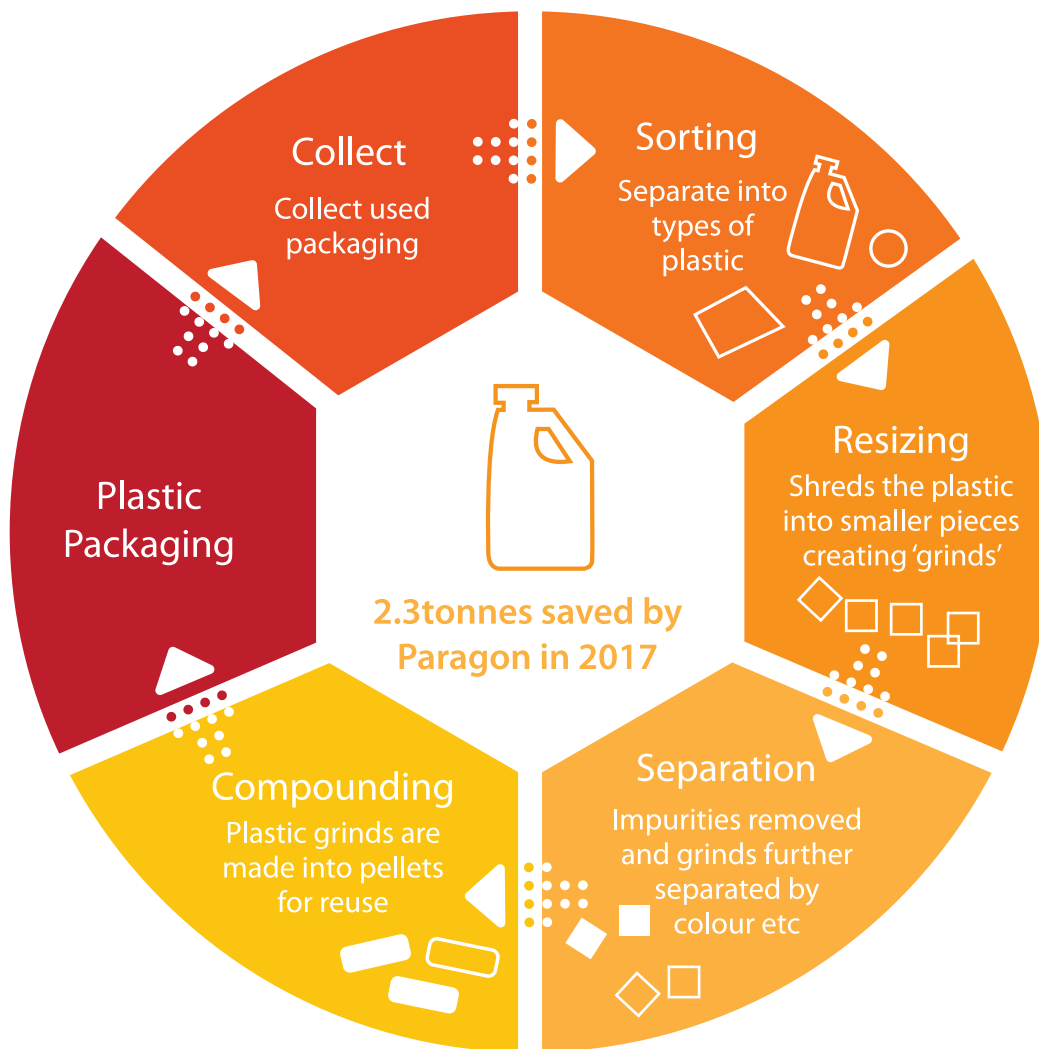 Collect
Collect used
packaging
Sorting
Separate into
types of
plastic
Resizing
Shreds the plastic
into smaller pieces
creating ‘grinds’
Separation
Impurities removed
and grinds further
separated by
colour etc
Compounding
Plastic grinds are
made into pellets
for reuse
Plastic
Packaging
2.3tonnes saved by
Paragon in 2017